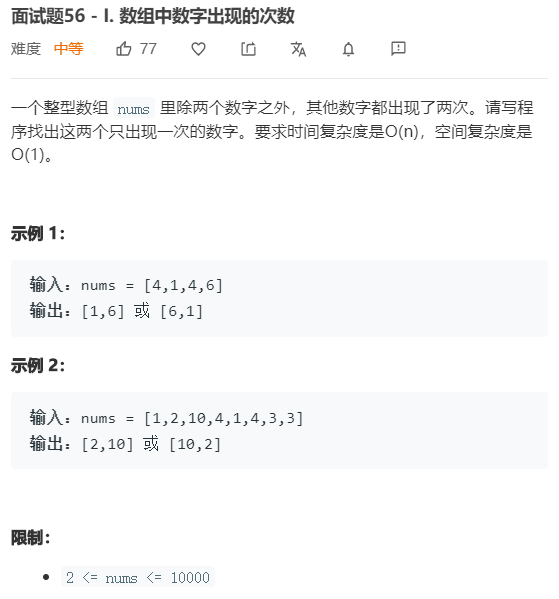 面试题56 - I. 数组中数字出现的次数
难度 中等 77
一个整型数组 nums 里除两个数字之外，其他数字都出现了两次。请写程
序找出这两个只出现一次的数字。要求时间复杂度是O(n)，空间复杂度是
O(1)。
示例 1：
输入：nums = [4,1,4,6]
输出：[1,6] 或 [6,1]
示例 2：
输入：nums = [1,2,10,4,1,4,3,3]
输出：[2,10] 或 [10,2]
限制：
2 <= nums <= 10000